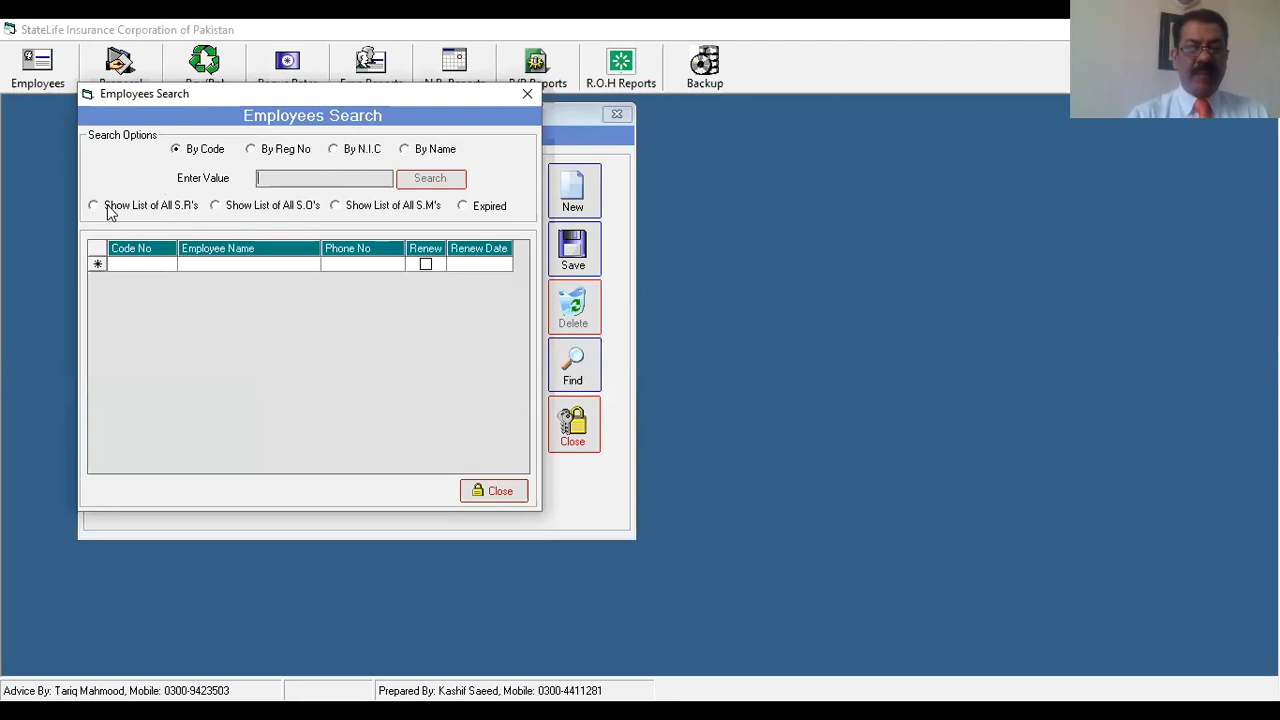 StateLife Insurance Corporation of Pakistan
Employees
R.O.H Reports
Backup
Employees Search
Employees Search
Search Options
By Code
By Reg No
By N.I.C
By Name
Enter Value
Search
Show List of All S.R's
Show List of All S.O's
Show List of All S.M's
Expired
Code No
Employee Name
Phone No
Renew
Renew Date
Close
New
Save
Delete
Find
Close
Advice By: Tariq Mahmood, Mobile: 0300-9423503
Prepared By: Kashif Saeed, Mobile: 0300-4411281